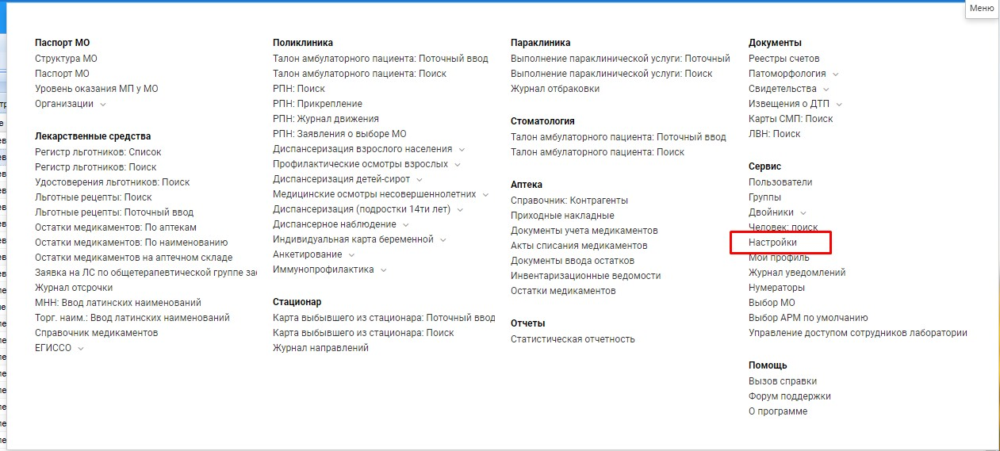 Меню
Паспорт МО
Структура МО
Паспорт МО
Уровень оказания МП у МО
Организации
Лекарственные средства
Регистр льготников: Список
Регистр льготников: Поиск
Удостоверения льготников: Поиск
Льготные рецепты: Поиск
Льготные рецепты: Поточный ввод
Остатки медикаментов: По аптекам
Остатки медикаментов: По наименованию
Остатки медикаментов на аптечном складе
Заявка на ЛС по общетерапевтической группе
Журнал отсрочки
МНН: Ввод латинских наименований
Торг. наим.: Ввод латинских наименований
Справочник медикаментов
ЕГИССО
Поликлиника
Талон амбулаторного пациента: Поточный ввод
Талон амбулаторного пациента: Поиск
РПН: Поиск
РПН: Прикрепление
РПН: Журнал движения
РПН: Заявления о выборе МО
Диспансеризация взрослого населения
Профилактические осмотры взрослых
Диспансеризация детей-сирот
Медицинские осмотры несовершеннолетних
Диспансеризация (подростки 14ти лет)
Диспансерное наблюдение
Индивидуальная карта беременной
Анкетирование
Иммунопрофилактика
Стационар
Карта выбывшего из стационара: Поточный ввод
Карта выбывшего из стационара: Поиск
Журнал направлений
Параклиника
Выполнение параклинической услуги: Поточный
Выполнение параклинической услуги: Поиск
Журнал отбраковки
Стоматология
Талон амбулаторного пациента: Поточный ввод
Талон амбулаторного пациента: Поиск
Аптека
Справочник: Контрагенты
Приходные накладные
Документы учета медикаментов
Акты списания медикаментов
Документы ввода остатков
Инвентаризационные ведомости
Остатки медикаментов
Отчеты
Статистическая отчетность
Документы
Реестры счетов
Патоморфология
Свидетельства
Извещения о ДТП
Карты СМП: Поиск
ЛВН: Поиск
Сервис
Пользователи
Группы
Двойники
Человек: поиск
Настройки
Мой профиль
Журнал уведомлений
Нумераторы
Выбор МО
Выбор АРМ по умолчанию
Управление доступом сотрудников лаборатории
Помощь
Вызов справки
Форум поддержки
О программе